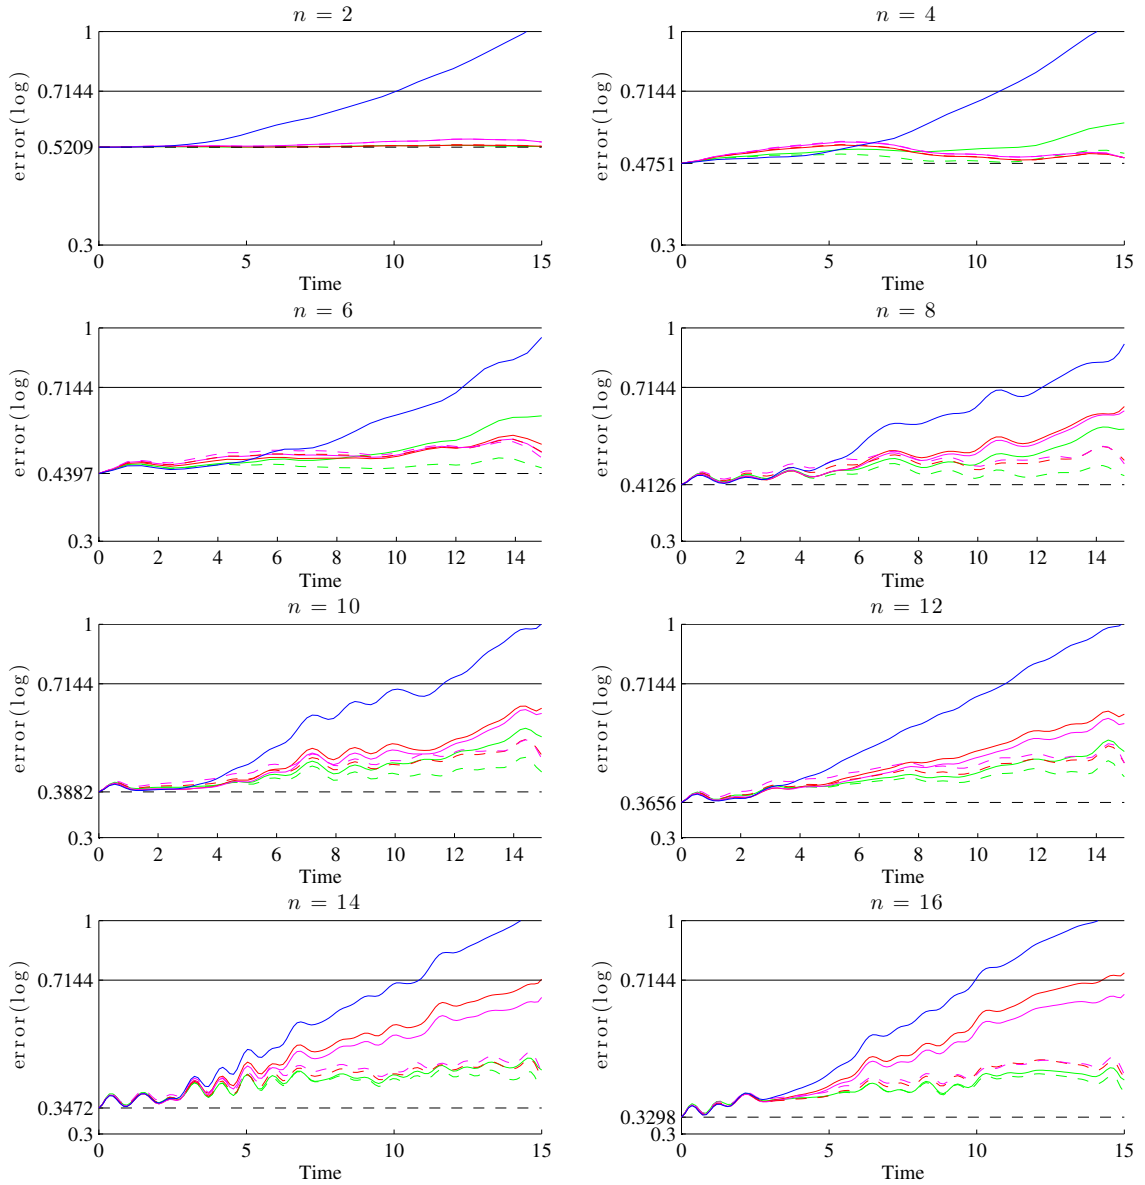 n = 2
1
0.7144
0.5209
0.3
error(log)
0 5 10 15
Time
n = 4
1
0.7144
0.4751
0.3
error(log)
0 5 10 15
Time
n = 6
1
0.7144
0.4397
0.3
error(log)
0 2 4 6 8 10 12 14
Time
n = 8
1
0.7144
0.4126
0.3
error(log)
0 2 4 6 8 10 12 14
Time
n = 10
1
0.7144
0.3882
0.3
error(log)
0 2 4 6 8 10 12 14
Time
n = 12
1
0.7144
0.3656
0.3
error(log)
0 2 4 6 8 10 12 14
Time
n = 14
1
0.7144
0.3472
0.3
error(log)
0 5 10 15
Time
n = 16
1
0.7144
0.3298
0.3
error(log)
0 5 10 15
Time